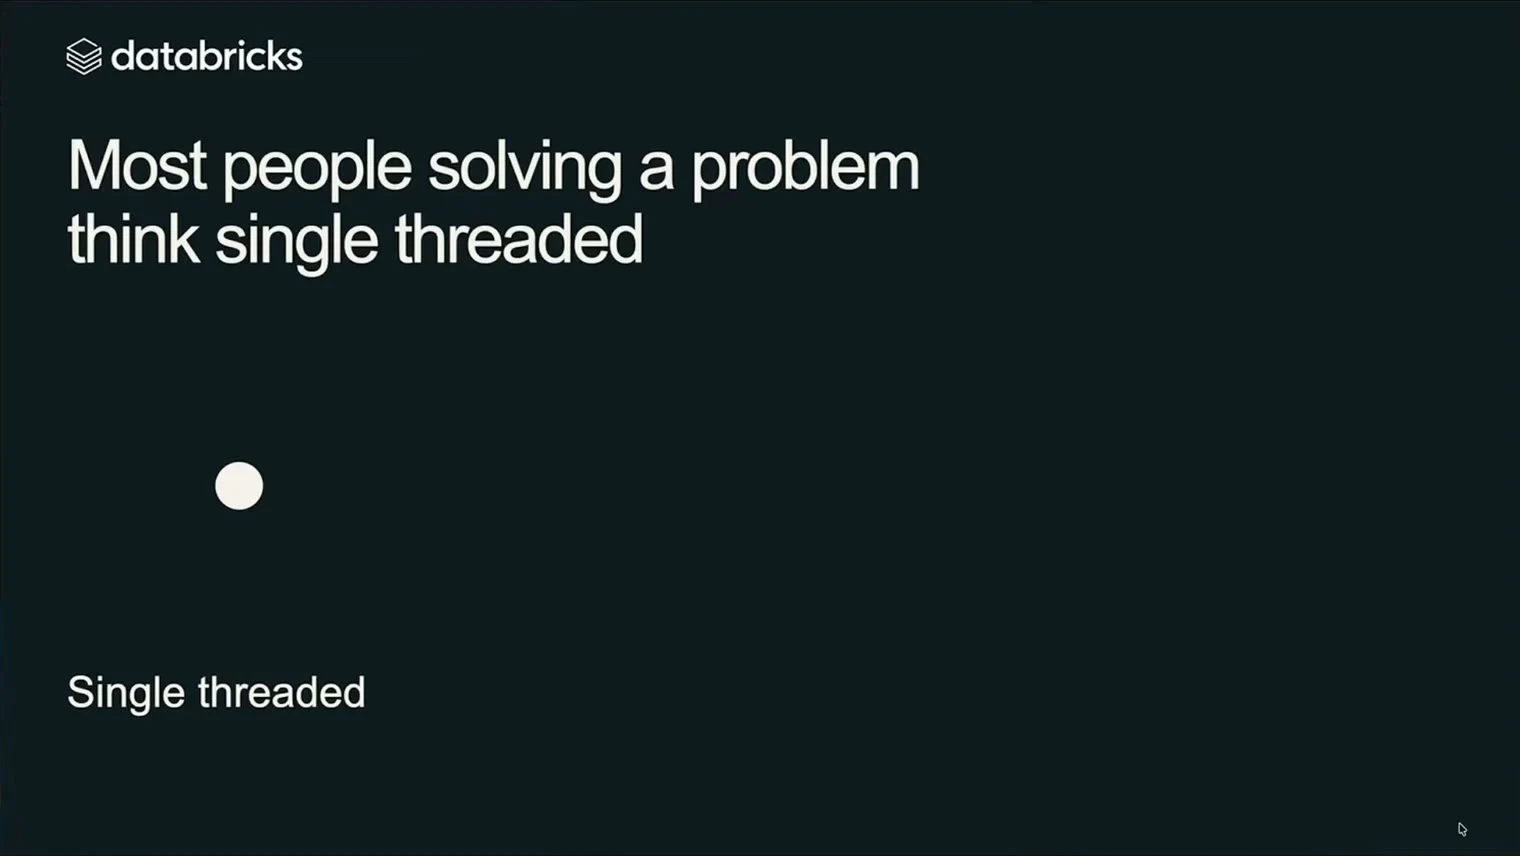 databricks
Most people solving a problem
think single threaded
Single threaded